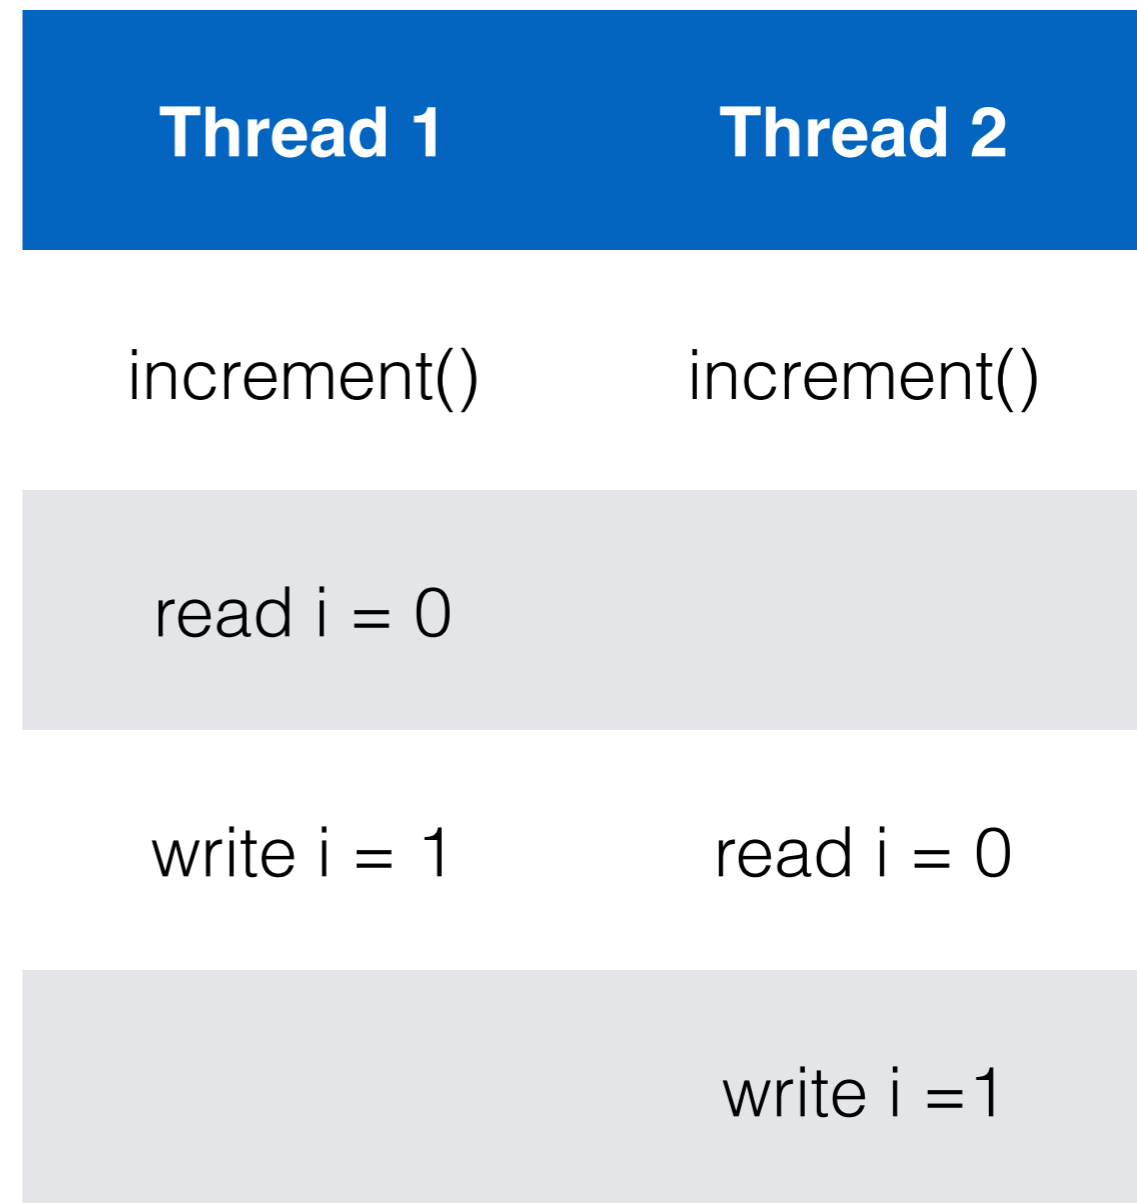 Thread 1 Thread 2
increment() increment()
read i = 0
write i = 1 read i = 0
write i =1